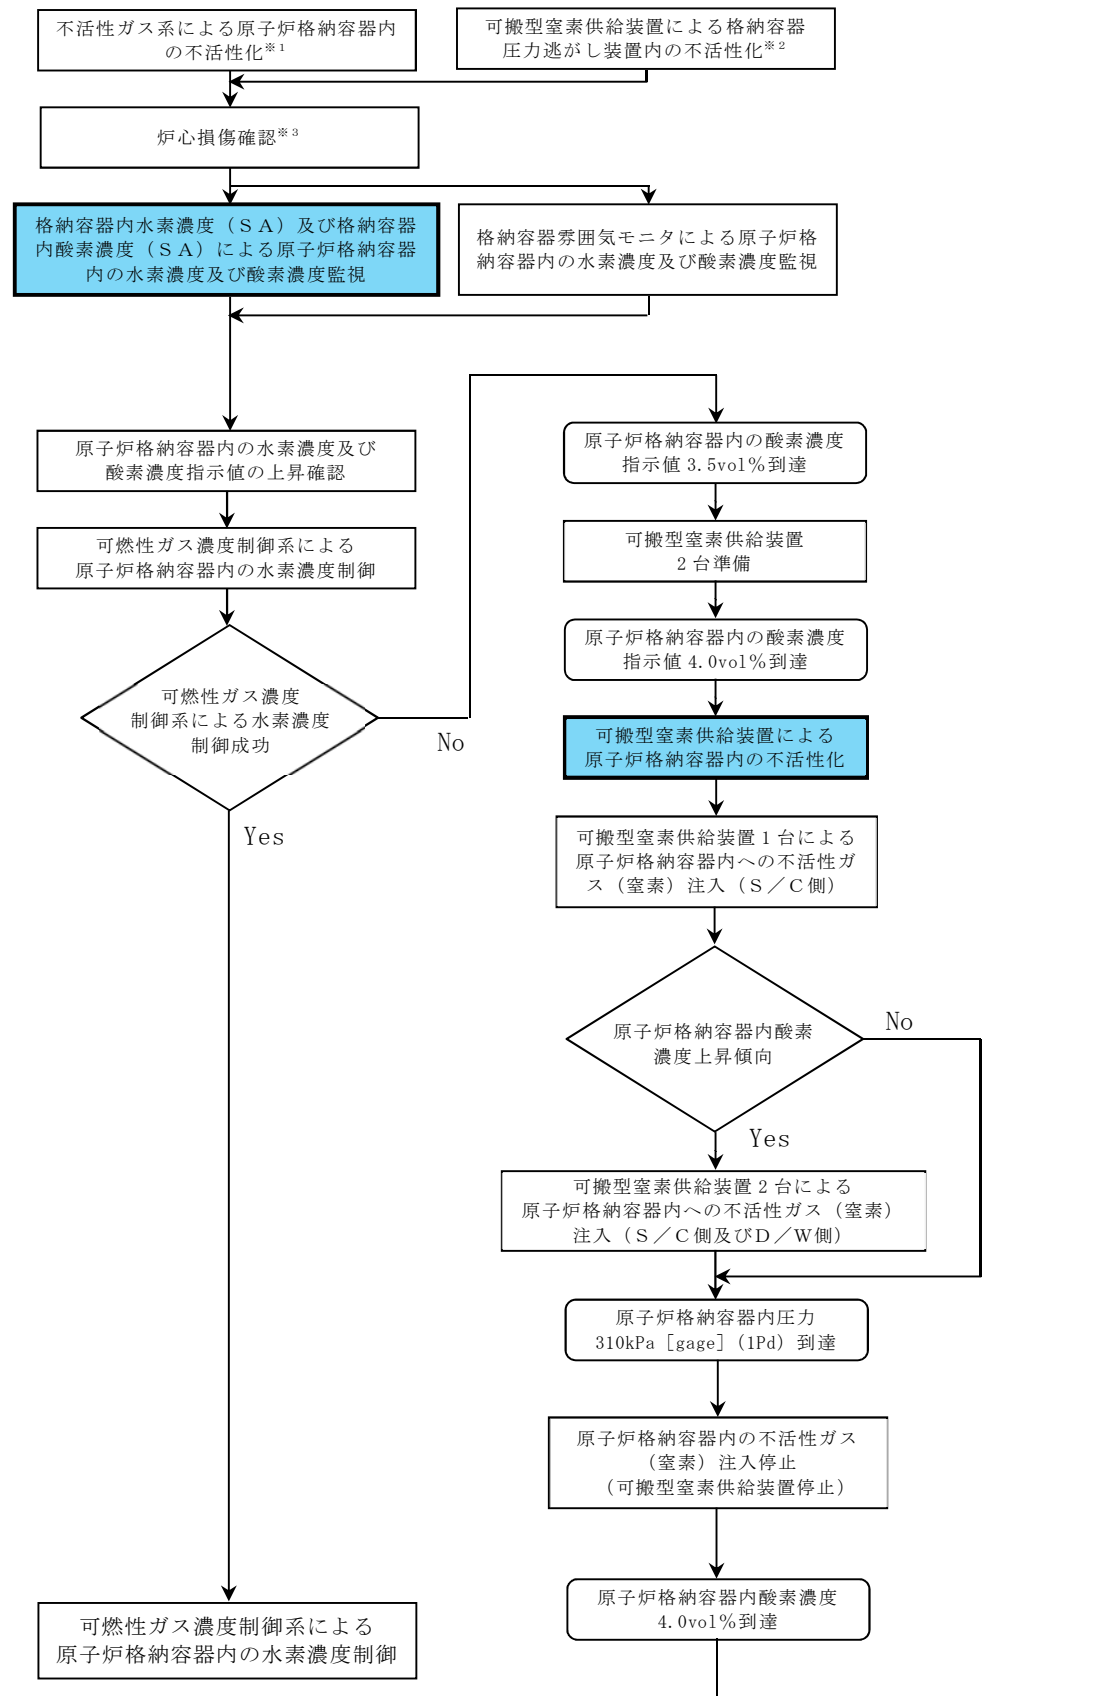 不活性ガス系による原子炉格納容器内
の不活性化※1
可搬型窒素供給装置による格納容器
圧力逃がし装置内の不活性化※2
炉心損傷確認※3
格納容器内水素濃度（ＳＡ）及び格納容器
内酸素濃度（ＳＡ）による原子炉格納容器
内の水素濃度及び酸素濃度監視
格納容器雰囲気モニタによる原子炉格
納容器内の水素濃度及び酸素濃度監視
原子炉格納容器内の水素濃度及び
酸素濃度指示値の上昇確認
可燃性ガス濃度制御系による
原子炉格納容器内の水素濃度制御
可燃性ガス濃度
制御系による水素濃度
制御成功
No
Yes
原子炉格納容器内の酸素濃度
指示値 3.5vol％到達
可搬型窒素供給装置
2 台準備
原子炉格納容器内の酸素濃度
指示値 4.0vol％到達
可搬型窒素供給装置による
原子炉格納容器内の不活性化
可搬型窒素供給装置 1 台による
原子炉格納容器内への不活性ガ
ス（窒素）注入（Ｓ／Ｃ側）
原子炉格納容器内酸素
濃度上昇傾向
No
Yes
可搬型窒素供給装置 2 台による
原子炉格納容器内への不活性ガス（窒素）
注入（Ｓ／Ｃ側及びＤ／Ｗ側）
原子炉格納容器内圧力
310kPa［gage］（1Pd）到達
原子炉格納容器内の不活性ガス
（窒素）注入停止
（可搬型窒素供給装置停止）
原子炉格納容器内酸素濃度
4.0vol％到達
可燃性ガス濃度制御系による
原子炉格納容器内の水素濃度制御